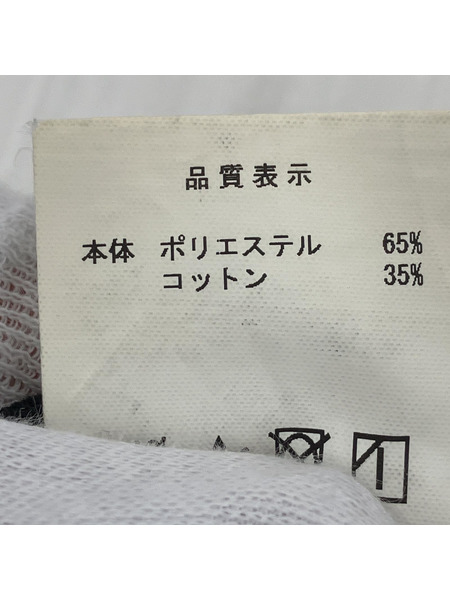 品質表示
本体 ポリエステル 65%
コットン 35%